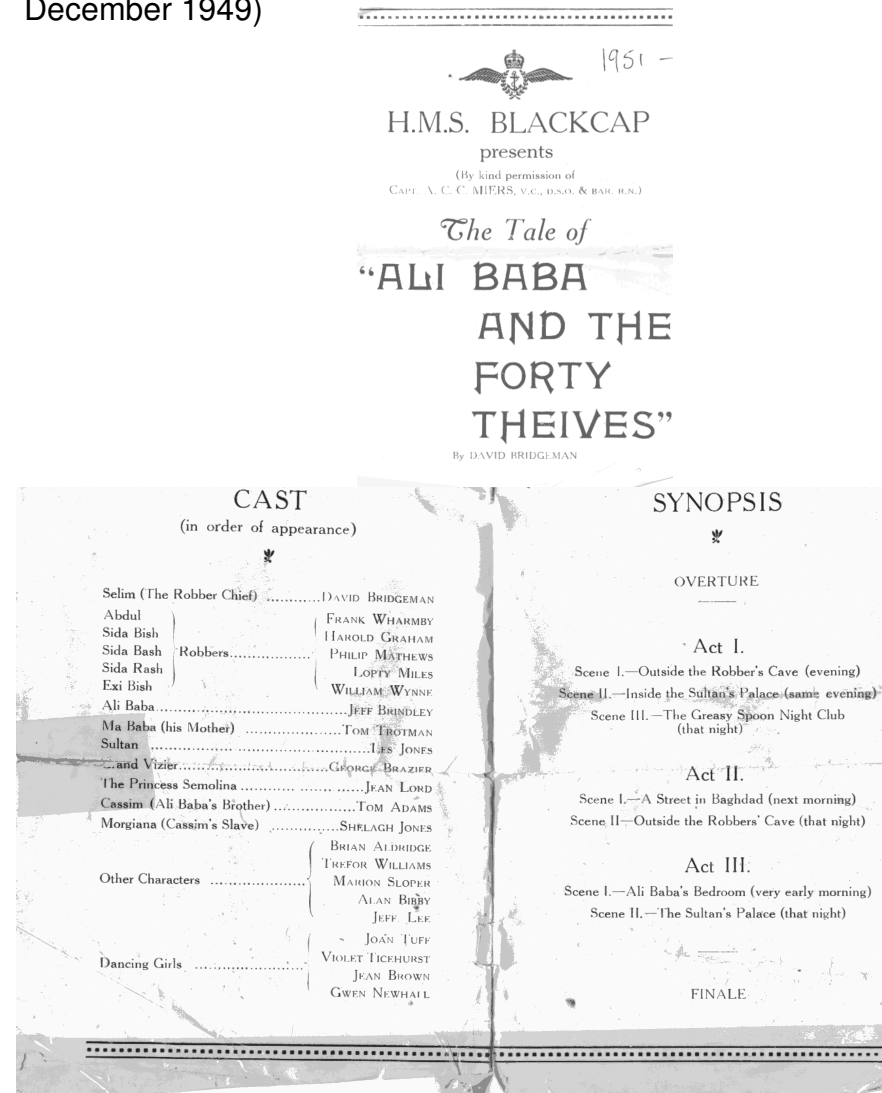 December 1949)
1951 -
H.M.S. BLACKCAP
presents
(By kind permission of
CAPT. A. C. C. MIERS, V.C., D.S.O. & BAR. R.N.)
The Tale of
“ALI BABA
AND THE
FORTY
THEIVES”
By DAVID BRIDGEMAN
CAST
(in order of appearance)
Selim (The Robber Chief) ............DAVID BRIDGEMAN
Abdul FRANK WHARMBY
Sida Bish HAROLD GRAHAM
Sida Bash Robbers.................. PHILIP MATHEWS
Sida Rash LOFTY MILES
Exi Bish WILLIAM WYNNE
Ali Baba...........................................JEFF BRINDLEY
Ma Baba (his Mother) .....................TOM TROTMAN
Sultan .................................................LES JONES
...and Vizier.................................GEORGE BRAZIER
The Princess Semolina ............ ....... ......JEAN LORD
Cassim (Ali Baba's Brother)..................TOM ADAMS
Morgiana (Cassim's Slave) ...............SHELAGH JONES
BRIAN ALDRIDGE
TREFOR WILLIAMS
Other Characters ..................... MARION SLOPER
ALAN BIBBY
JEFF LEE
JOAN TUFF
Dancing Girls ........................ VIOLET TICEHURST
JEAN BROWN
GWEN NEWHALL
SYNOPSIS
OVERTURE
Act I.
Scene I.—Outside the Robber's Cave (evening)
Scene II.—Inside the Sultan's Palace (same evening)
Scene III.—The Greasy Spoon Night Club
(that night)
Act II.
Scene I.—A Street in Baghdad (next morning)
Scene II—Outside the Robbers' Cave (that night)
Act III.
Scene I.—Ali Baba's Bedroom (very early morning)
Scene II.—The Sultan's Palace (that night)
FINALE